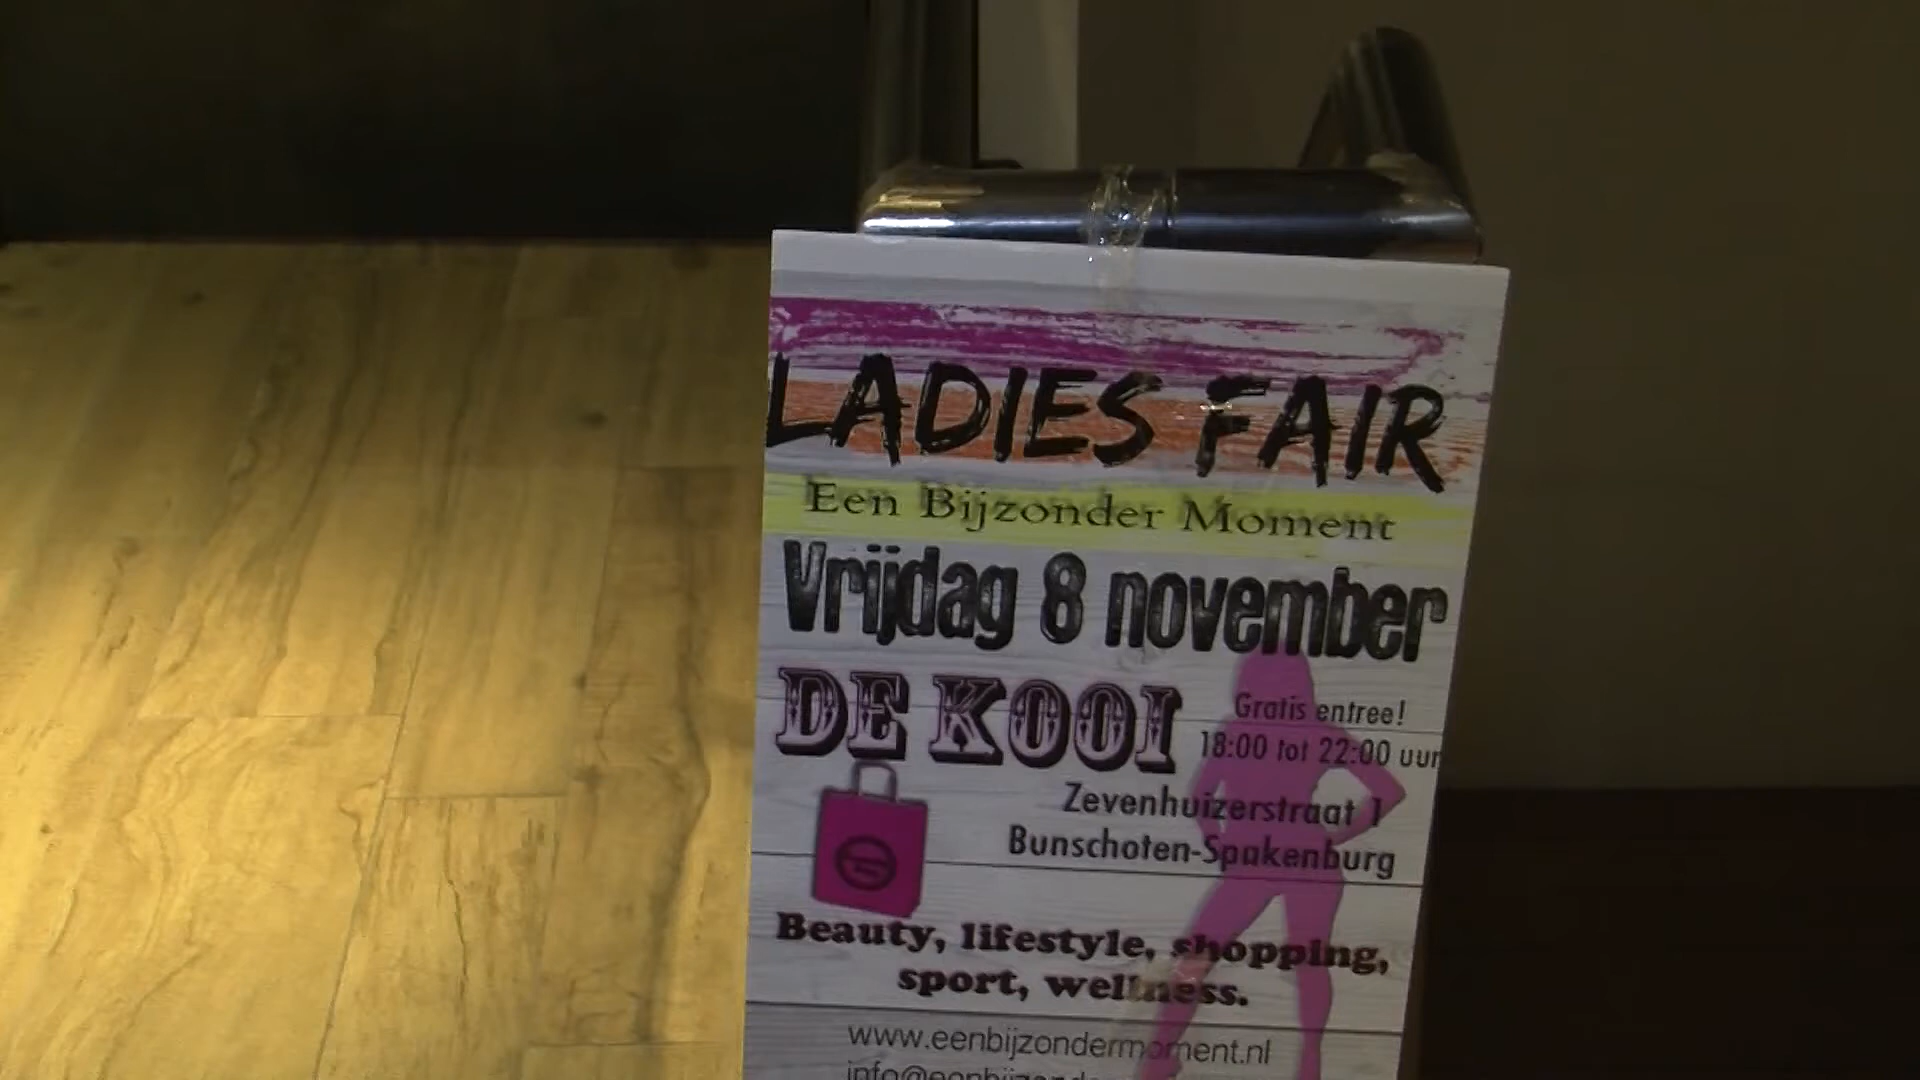 LADIES FAIR
Een Bijzonder Moment
Vrijdag 8 november
DE KOOI
Gratis entree!
18:00 tot 22:00 uur
Zevenhuizerstraat 1
Bunschoten-Spakenburg
Beauty, lifestyle, shopping,
sport, wellness.
www.eenbijzondermoment.nl